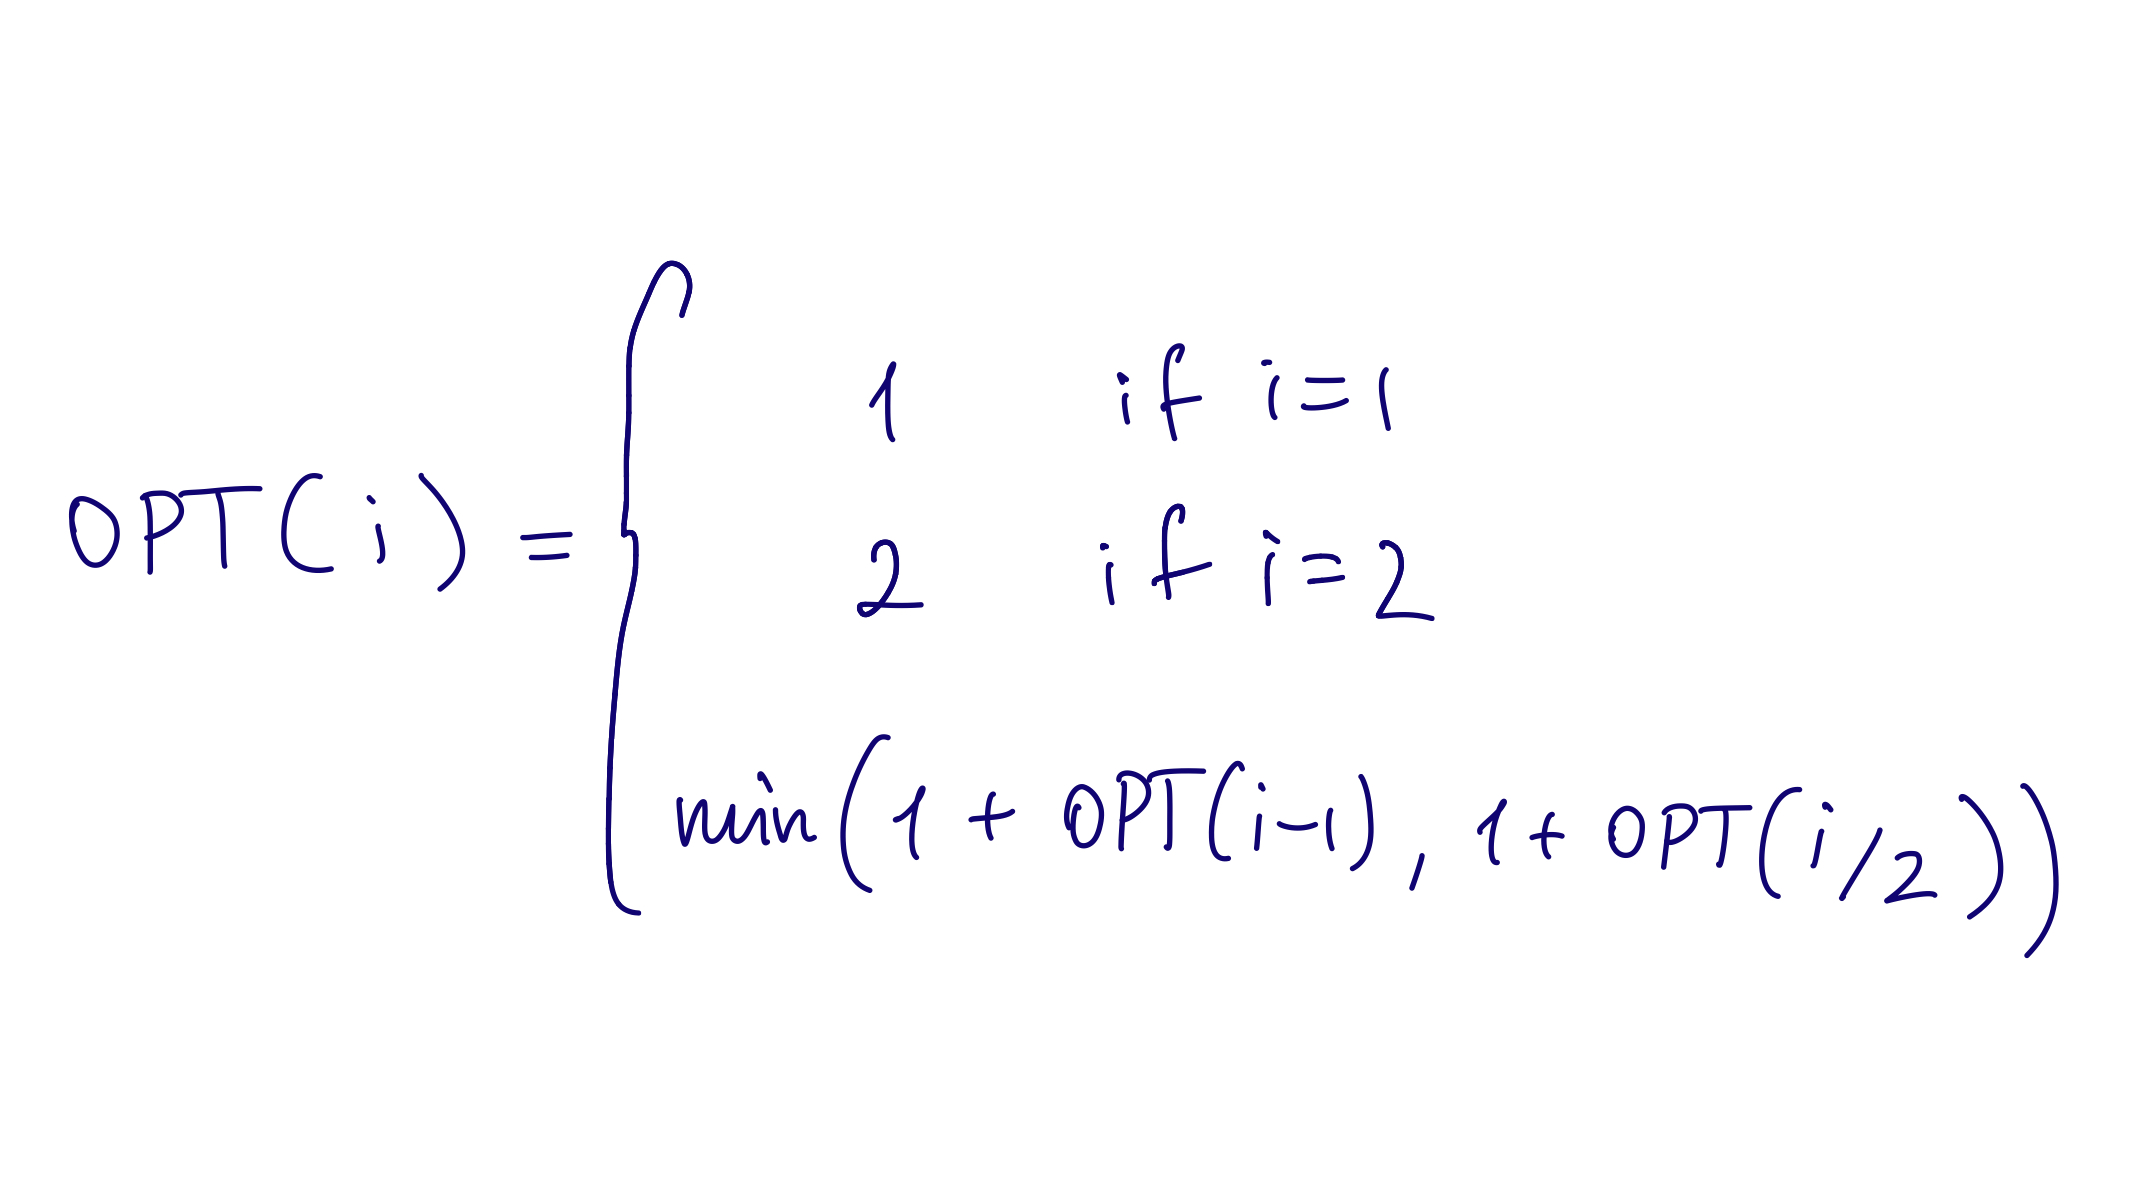 OPT(i) = {
1 if i=1
2 if i=2
min(1 + OPT(i-1), 1+ OPT(i/2))